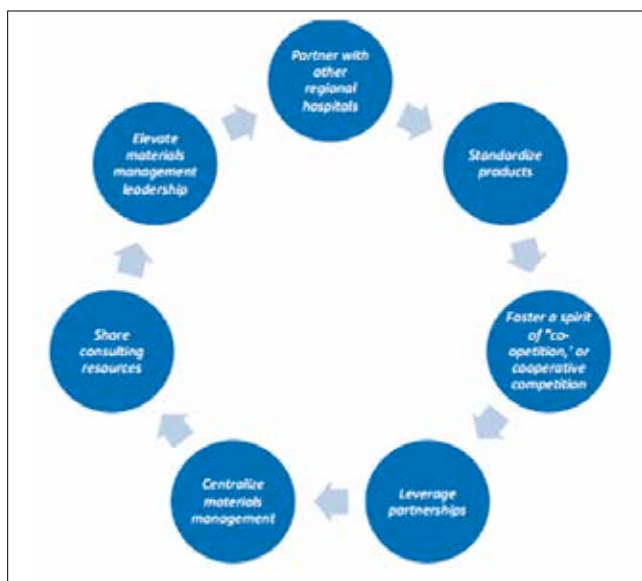 Partner with
other
regional
hospitals
Standardize
products
Foster a spirit
of "co-
opetition,' or
cooperative
competition
Leverage
partnerships
Centralize
materials
management
Share
consulting
resources
Elevate
materials
management
leadership